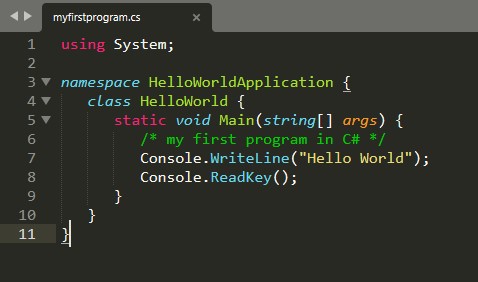 myfirstprogram.cs
1 using System;
2
3 namespace HelloWorldApplication {
4    class HelloWorld {
5       static void Main(string[] args) {
6          /* my first program in C# */
7          Console.WriteLine("Hello World");
8          Console.ReadKey();
9       }
10    }
11 }